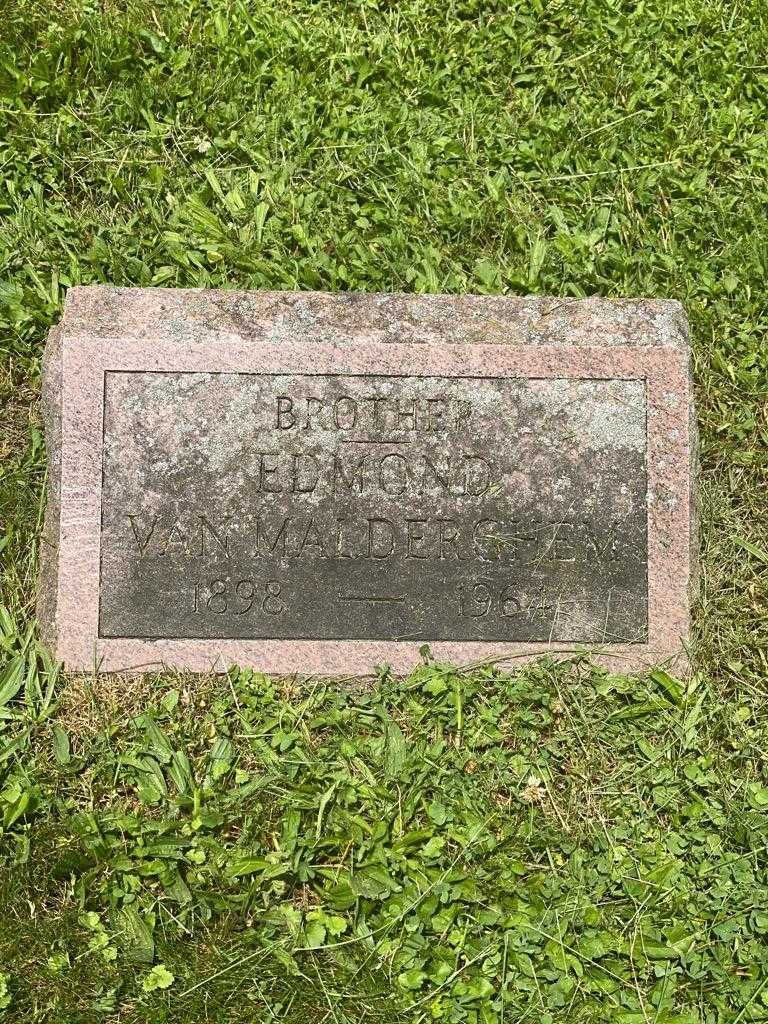 BROTHER
EDMOND
VAN MALDERGHEM
1898 — 1964